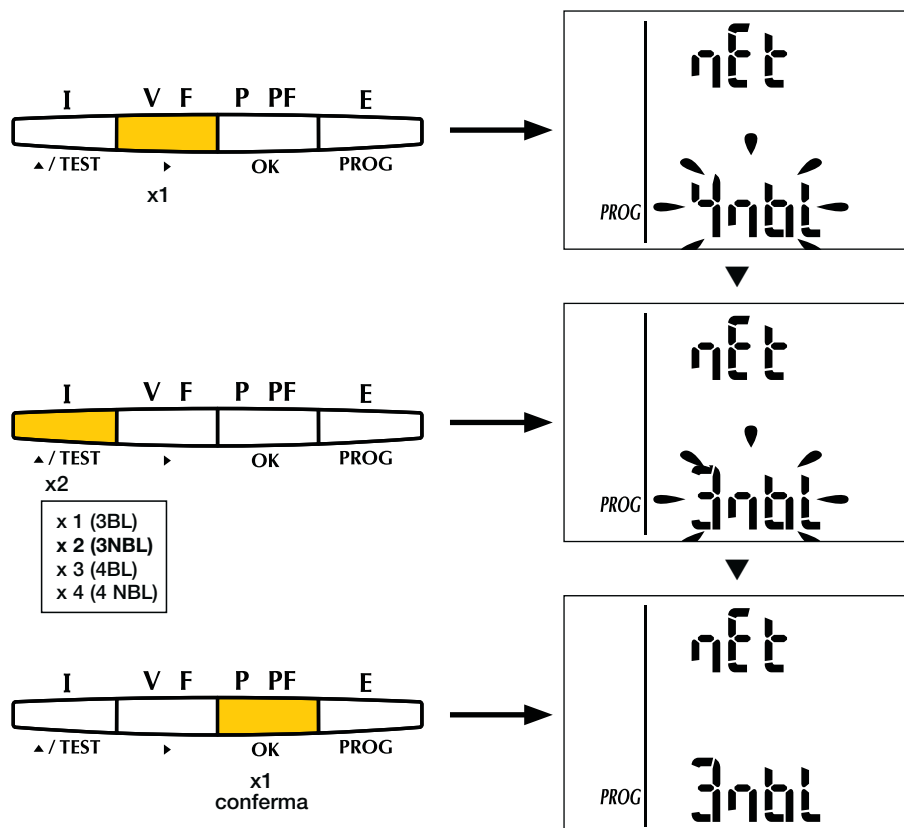 I V F P PF E
▲ / TEST ▶ OK PROG
x1
nEt
PROG 4nbl
I V F P PF E
▲ / TEST ▶ OK PROG
x2
x 1 (3BL)
x 2 (3NBL)
x 3 (4BL)
x 4 (4 NBL)
nEt
PROG 3nbl
I V F P PF E
▲ / TEST ▶ OK PROG
x1
conferma
nEt
PROG 3nbl